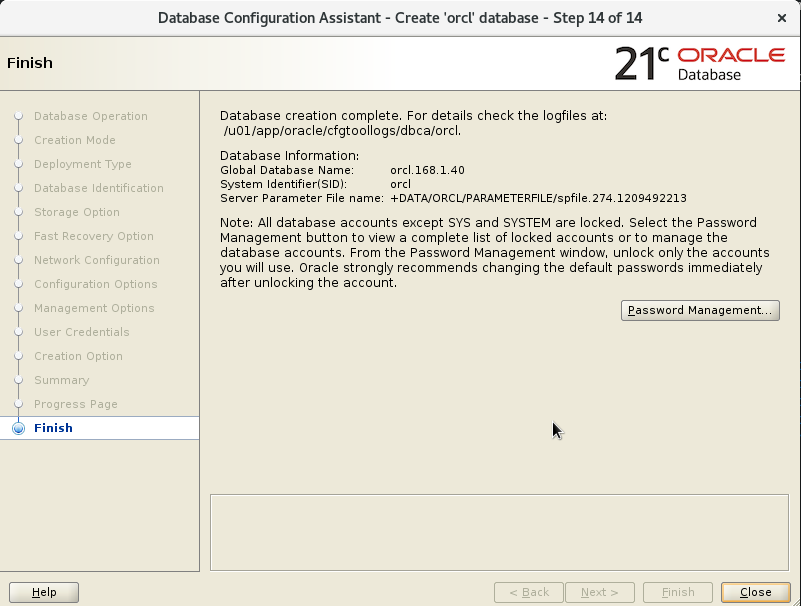 Database Configuration Assistant - Create 'orcl' database - Step 14 of 14
Finish
21c ORACLE
Database
Database Operation
Creation Mode
Deployment Type
Database Identification
Storage Option
Fast Recovery Option
Network Configuration
Configuration Options
Management Options
User Credentials
Creation Option
Summary
Progress Page
Finish
Database creation complete. For details check the logfiles at:
/u01/app/oracle/cfgtoollogs/dbca/orcl.
Database Information:
Global Database Name: orcl.168.1.40
System Identifier(SID): orcl
Server Parameter File name: +DATA/ORCL/PARAMETERFILE/spfile.274.1209492213
Note: All database accounts except SYS and SYSTEM are locked. Select the Password
Management button to view a complete list of locked accounts or to manage the
database accounts. From the Password Management window, unlock only the accounts
you will use. Oracle strongly recommends changing the default passwords immediately
after unlocking the account.
Password Management...
Help
< Back
Next >
Finish
Close